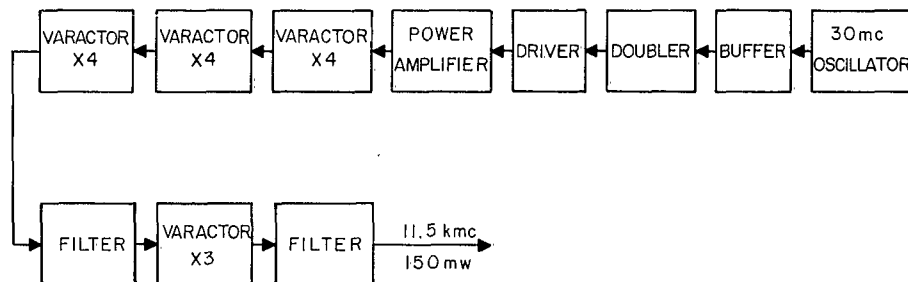 VARACTOR
X4
VARACTOR
X4
VARACTOR
X4
POWER
AMPLIFIER
DRIVER
DOUBLER
BUFFER
30mc
OSCILLATOR
FILTER
VARACTOR
X3
FILTER
11.5 kmc
150 mw